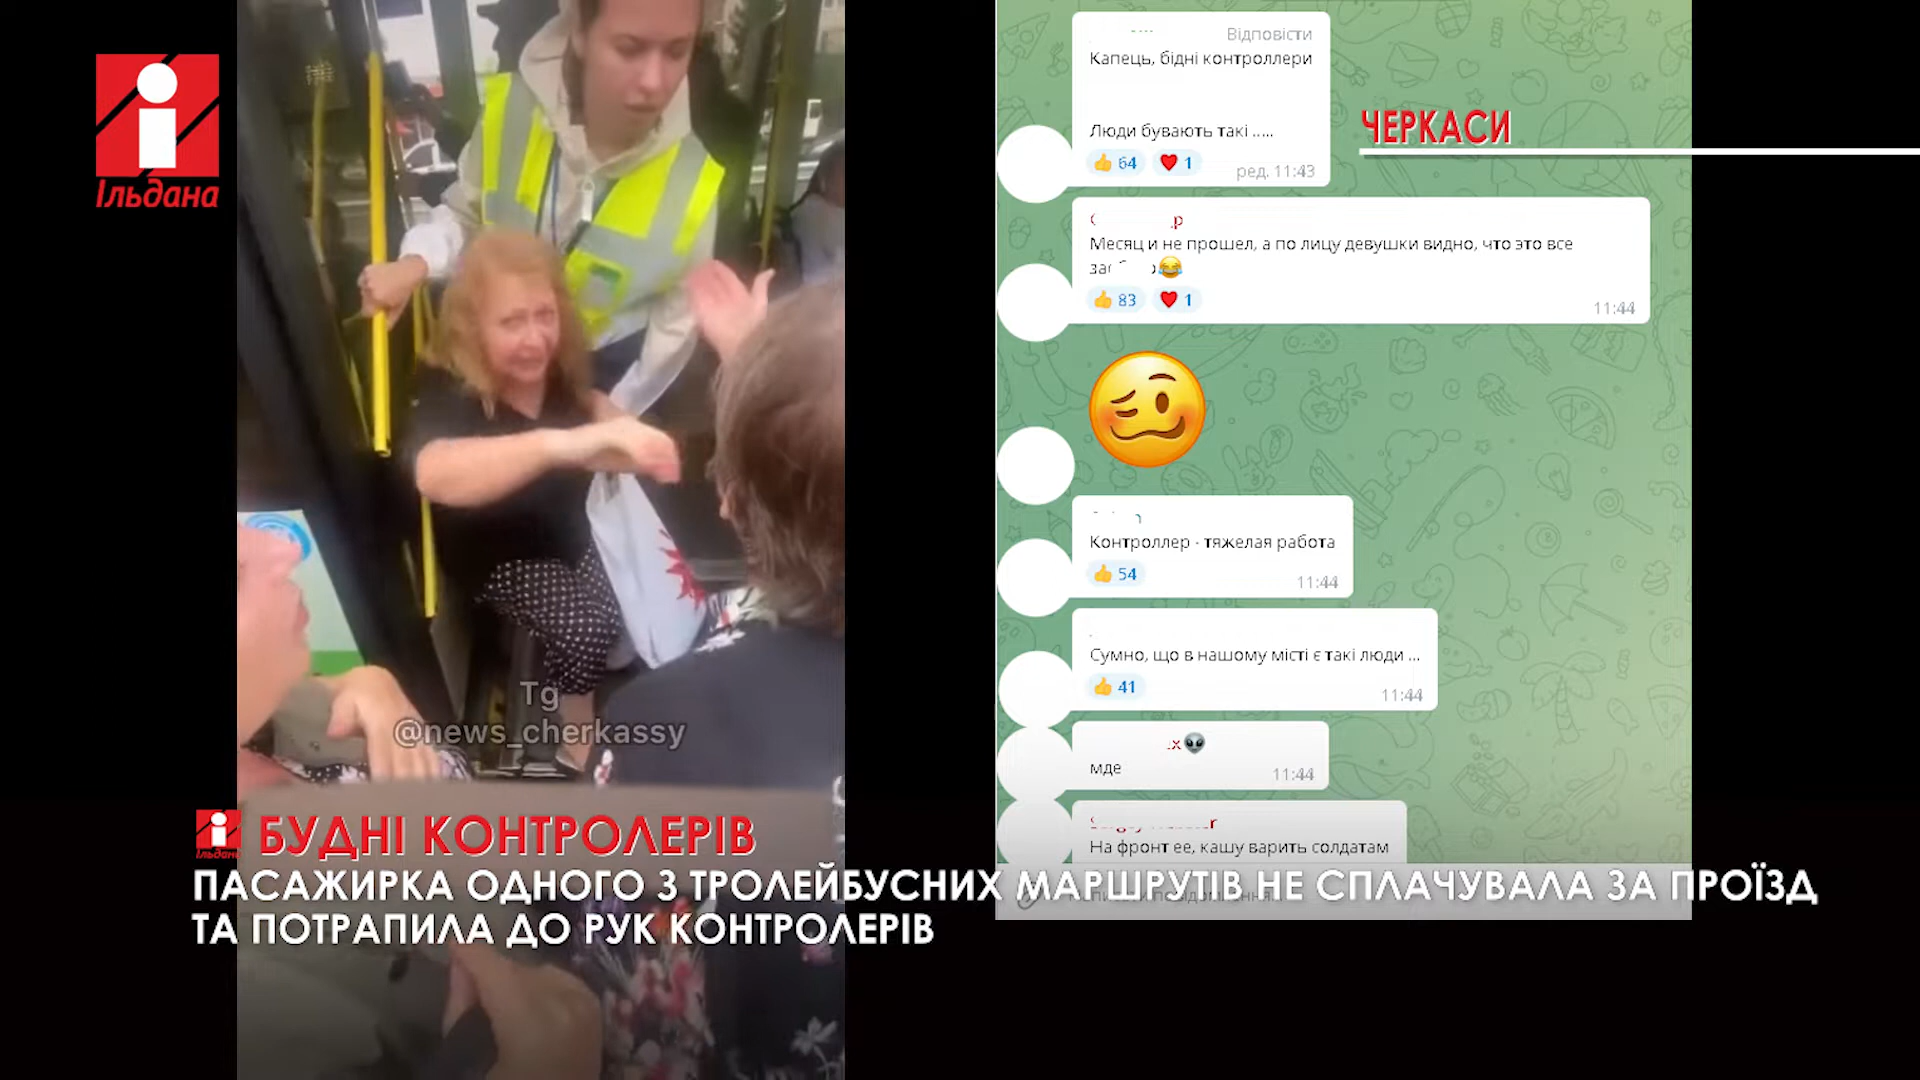 Ільдана
Відповісти
Капець, бідні контроллери
Люди бувають такі .....
64 1
ред. 11:43
ЧЕРКАСИ
Месяц и не прошел, а по лицу девушки видно, что это все
83 1
11:44
Контроллер - тяжелая работа
54
11:44
Сумно, що в нашому місті є такі люди ...
41
11:44
мде
11:44
На фронт ее, кашу варить солдатам
Tg
@news_cherkassy
Ільдана
БУДНІ КОНТРОЛЕРІВ
ПАСАЖИРКА ОДНОГО З ТРОЛЕЙБУСНИХ МАРШРУТІВ НЕ СПЛАЧУВАЛА ЗА ПРОЇЗД
ТА ПОТРАПИЛА ДО РУК КОНТРОЛЕРІВ